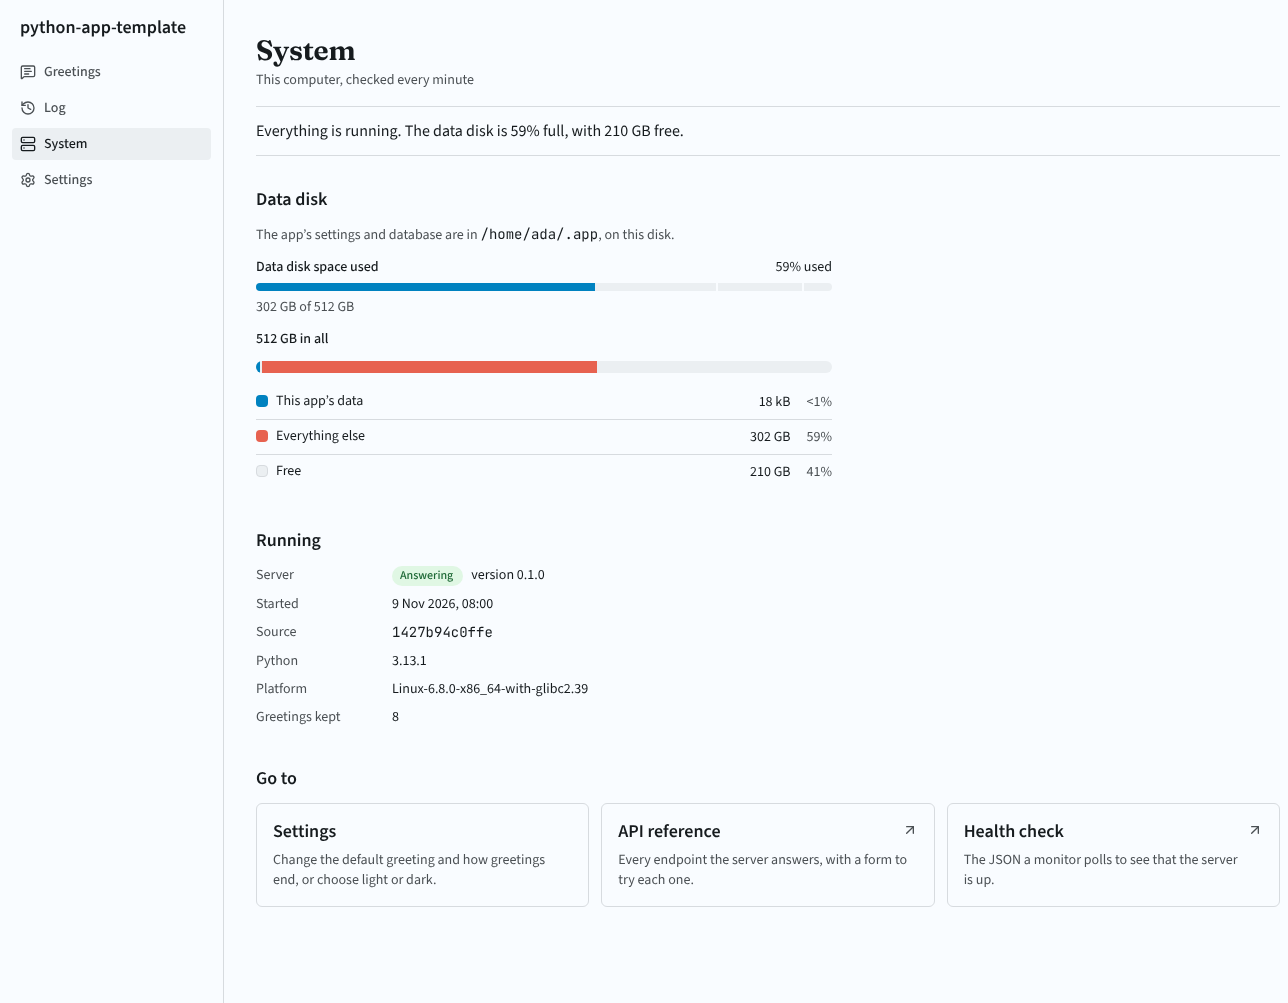 python-app-template
Greetings
Log
System
Settings
System
This computer, checked every minute
Everything is running. The data disk is 59% full, with 210 GB free.
Data disk
The app's settings and database are in /home/ada/.app, on this disk.
Data disk space used 59% used
302 GB of 512 GB
512 GB in all
This app's data 18 kB <1%
Everything else 302 GB 59%
Free 210 GB 41%
Running
Server Answering version 0.1.0
Started 9 Nov 2026, 08:00
Source 1427b94c0ffe
Python 3.13.1
Platform Linux-6.8.0-x86_64-with-glibc2.39
Greetings kept 8
Go to
Settings
Change the default greeting and how greetings
end, or choose light or dark.
API reference
Every endpoint the server answers, with a form to
try each one.
Health check
The JSON a monitor polls to see that the server
is up.